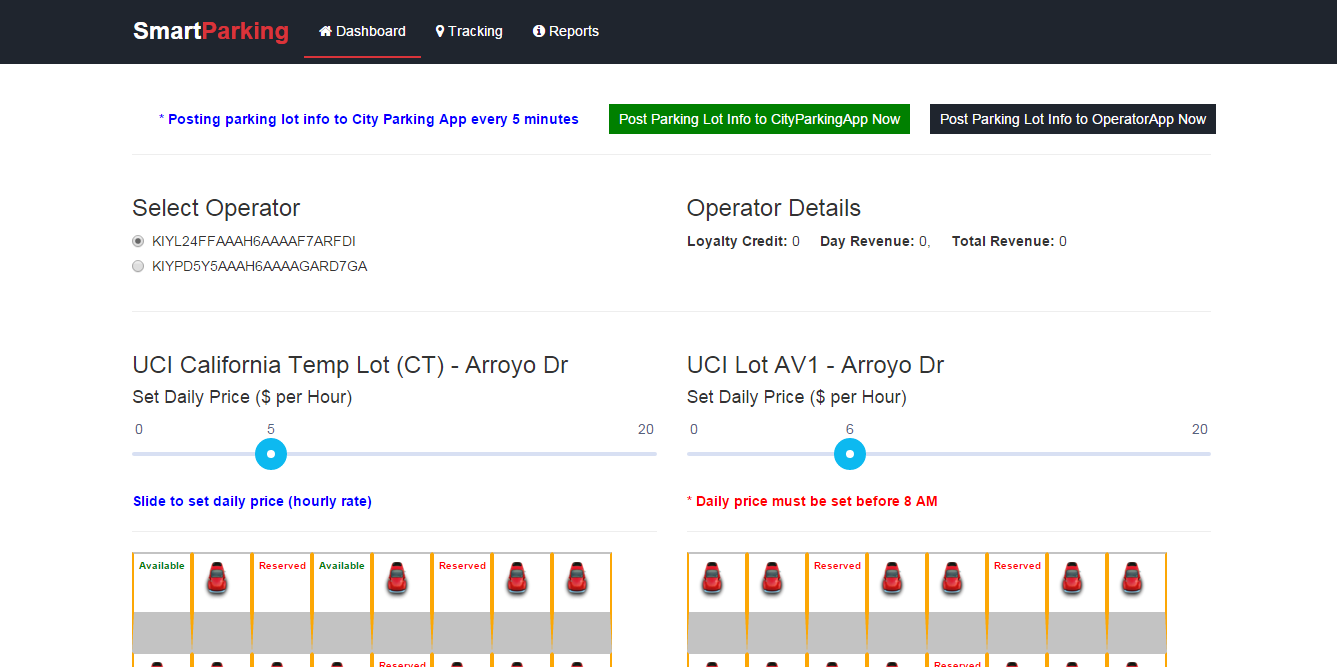 SmartParking Dashboard Tracking Reports
* Posting parking lot info to City Parking App every 5 minutes
Post Parking Lot Info to CityParkingApp Now
Post Parking Lot Info to OperatorApp Now
Select Operator
KIYL24FFAAAH6AAAAF7ARFDI
KIYPD5Y5AAAH6AAAAGARD7GA
Operator Details
Loyalty Credit: 0 Day Revenue: 0, Total Revenue: 0
UCI California Temp Lot (CT) - Arroyo Dr
Set Daily Price ($ per Hour)
0 5 20
Slide to set daily price (hourly rate)
UCI Lot AV1 - Arroyo Dr
Set Daily Price ($ per Hour)
0 6 20
* Daily price must be set before 8 AM
Available Reserved Available Reserved
Reserved
Reserved Reserved
Reserved